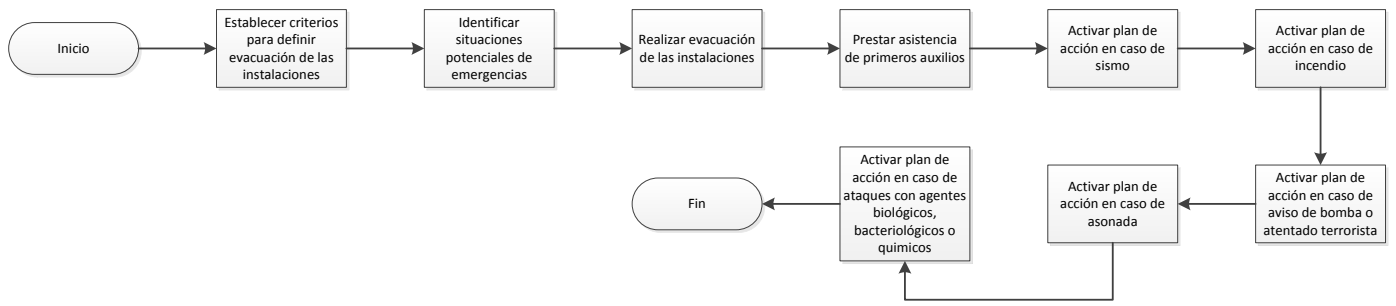 Inicio
Establecer criterios
para definir
evacuación de las
instalaciones
Identificar
situaciones
potenciales de
emergencias
Realizar evacuación
de las instalaciones
Prestar asistencia
de primeros auxilios
Activar plan de
acción en caso de
sismo
Activar plan de
acción en caso de
incendio
Activar plan de
acción en caso de
aviso de bomba o
atentado terrorista
Activar plan de
acción en caso de
asonada
Activar plan de
acción en caso de
ataques con agentes
biológicos,
bacteriológicos o
quimicos
Fin